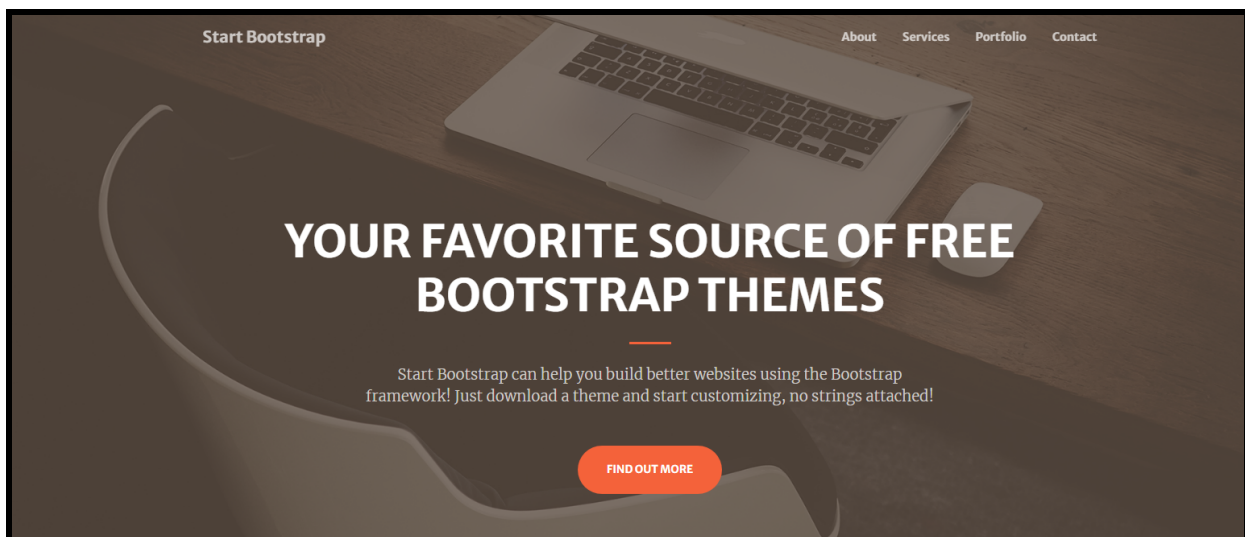 Start Bootstrap
About Services Portfolio Contact
YOUR FAVORITE SOURCE OF FREE
BOOTSTRAP THEMES
Start Bootstrap can help you build better websites using the Bootstrap
framework! Just download a theme and start customizing, no strings attached!
FIND OUT MORE